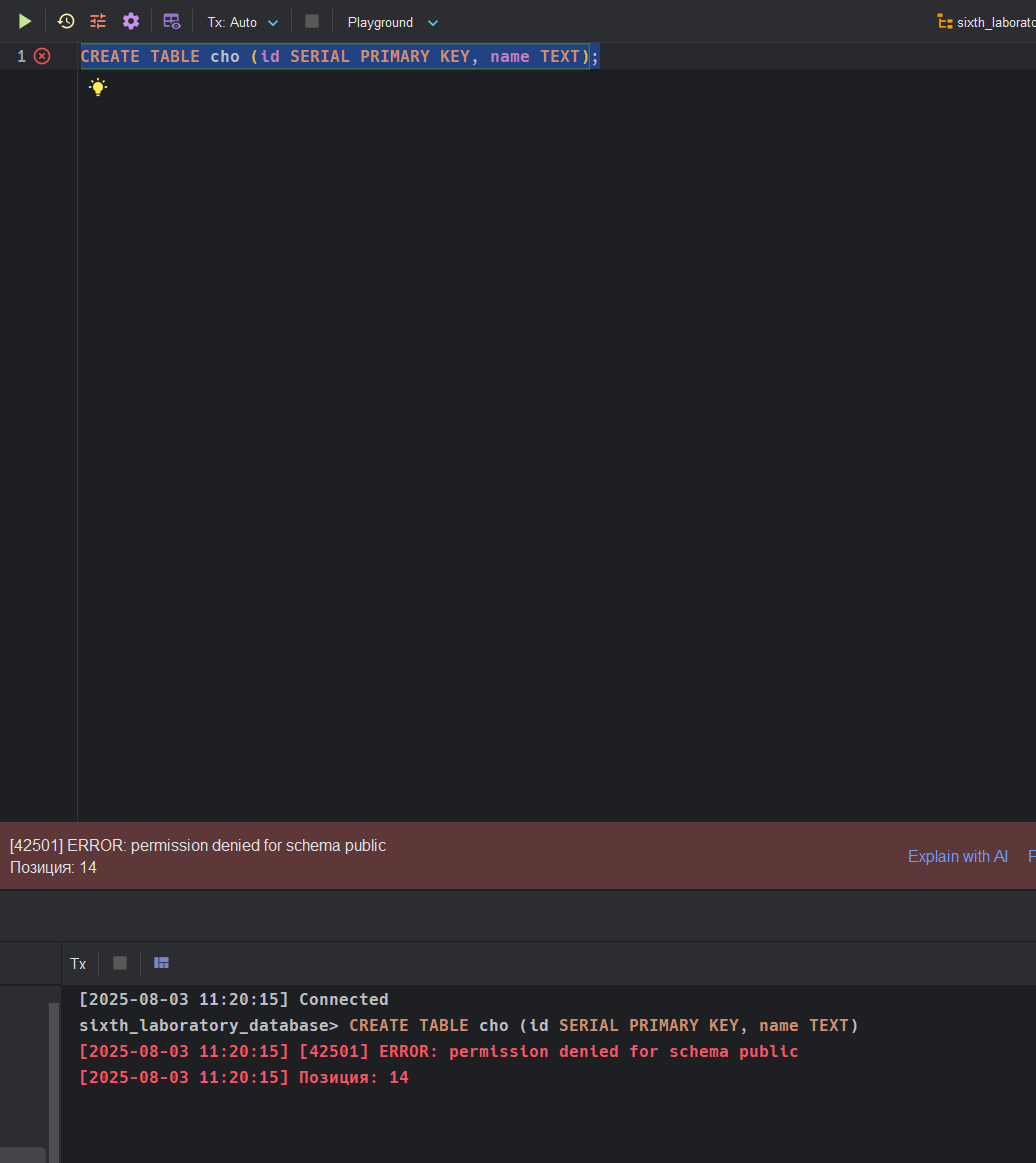 Tx: Auto Playground sixth_laborato
1 CREATE TABLE cho (id SERIAL PRIMARY KEY, name TEXT);
[42501] ERROR: permission denied for schema public
Позиция: 14
Explain with AI F
Tx
[2025-08-03 11:20:15] Connected
sixth_laboratory_database> CREATE TABLE cho (id SERIAL PRIMARY KEY, name TEXT)
[2025-08-03 11:20:15] [42501] ERROR: permission denied for schema public
[2025-08-03 11:20:15] Позиция: 14